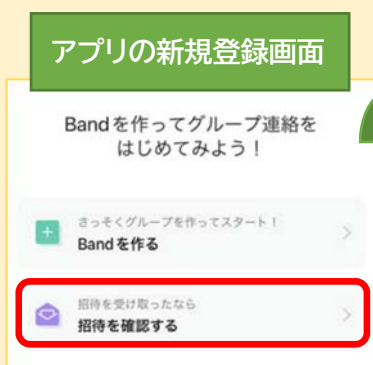 アプリの新規登録画面
Bandを作ってグループ連絡を
はじめてみよう！
さっそくグループを作ってスタート！
Bandを作る
招待を受け取ったなら
招待を確認する